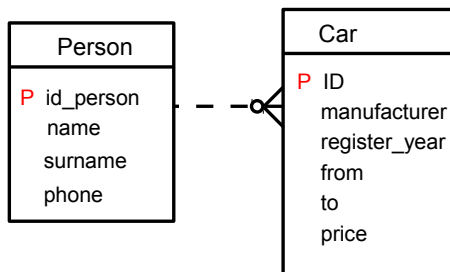 Person
P id_person
name
surname
phone
Car
P ID
manufacturer
register_year
from
to
price